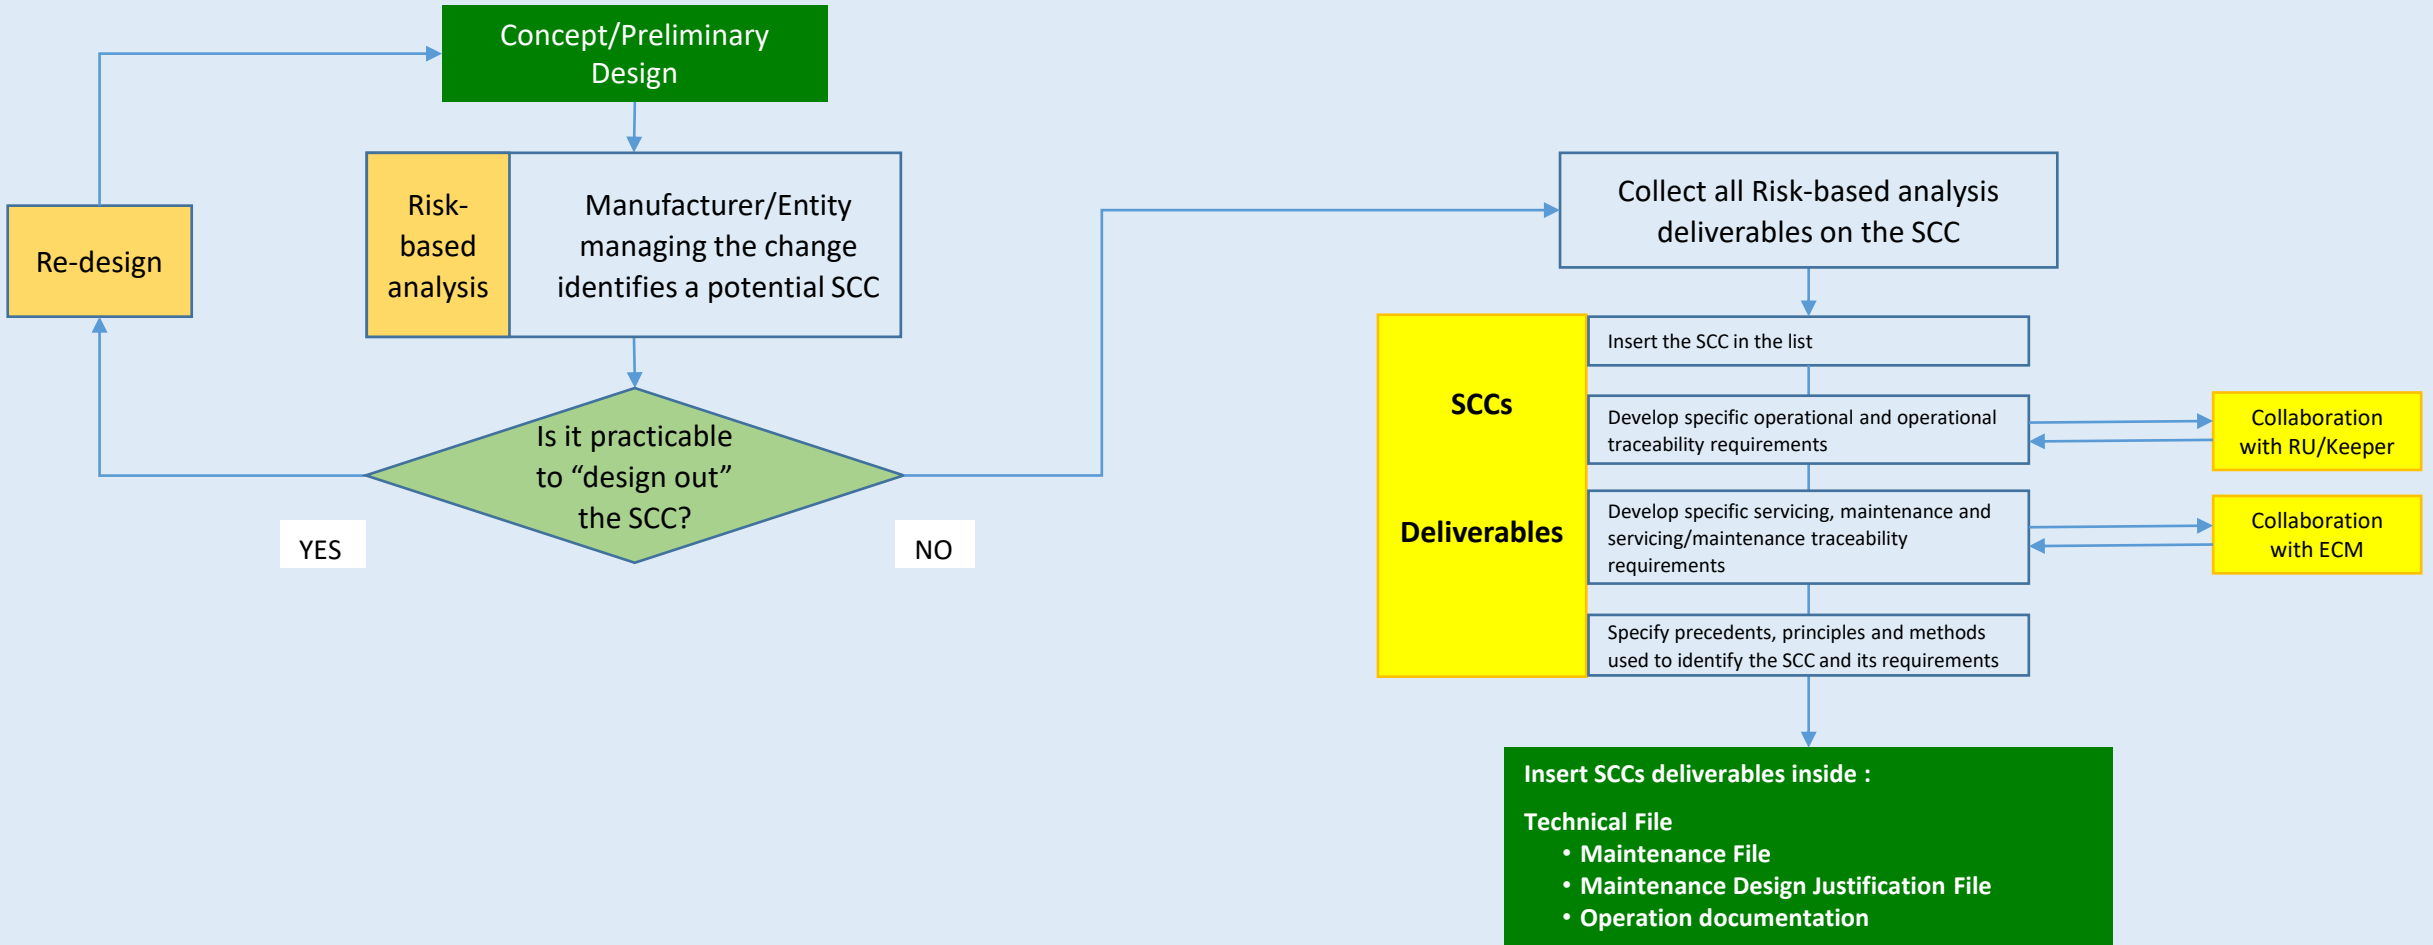 Concept/Preliminary
Design
Risk-
based
analysis
Manufacturer/Entity
managing the change
identifies a potential SCC
Re-design
Is it practicable
to “design out”
the SCC?
YES
NO
Collect all Risk-based analysis
deliverables on the SCC
SCCs
Deliverables
Insert the SCC in the list
Develop specific operational and operational
traceability requirements
Collaboration
with RU/Keeper
Develop specific servicing, maintenance and
servicing/maintenance traceability
requirements
Collaboration
with ECM
Specify precedents, principles and methods
used to identify the SCC and its requirements
Insert SCCs deliverables inside :
Technical File
• Maintenance File
• Maintenance Design Justification File
• Operation documentation